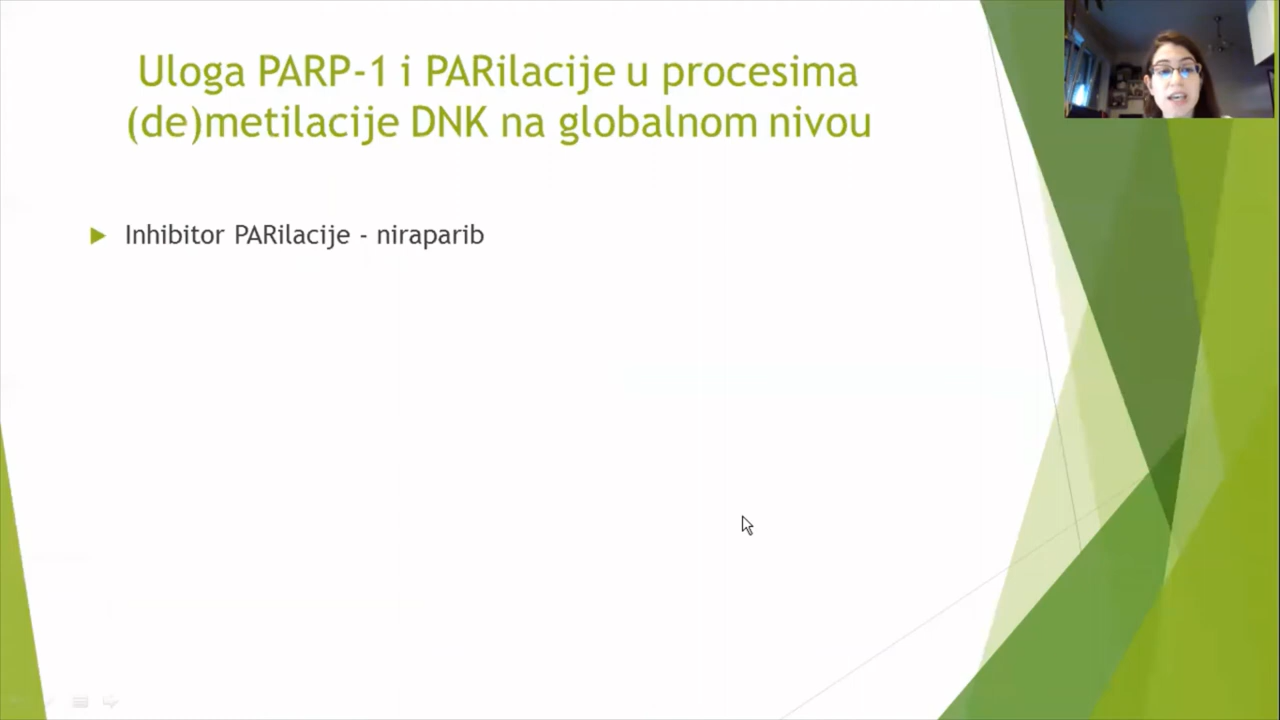 Uloga PARP-1 i PARilacije u procesima
(de)metilacije DNK na globalnom nivou
Inhibitor PARilacije - niraparib